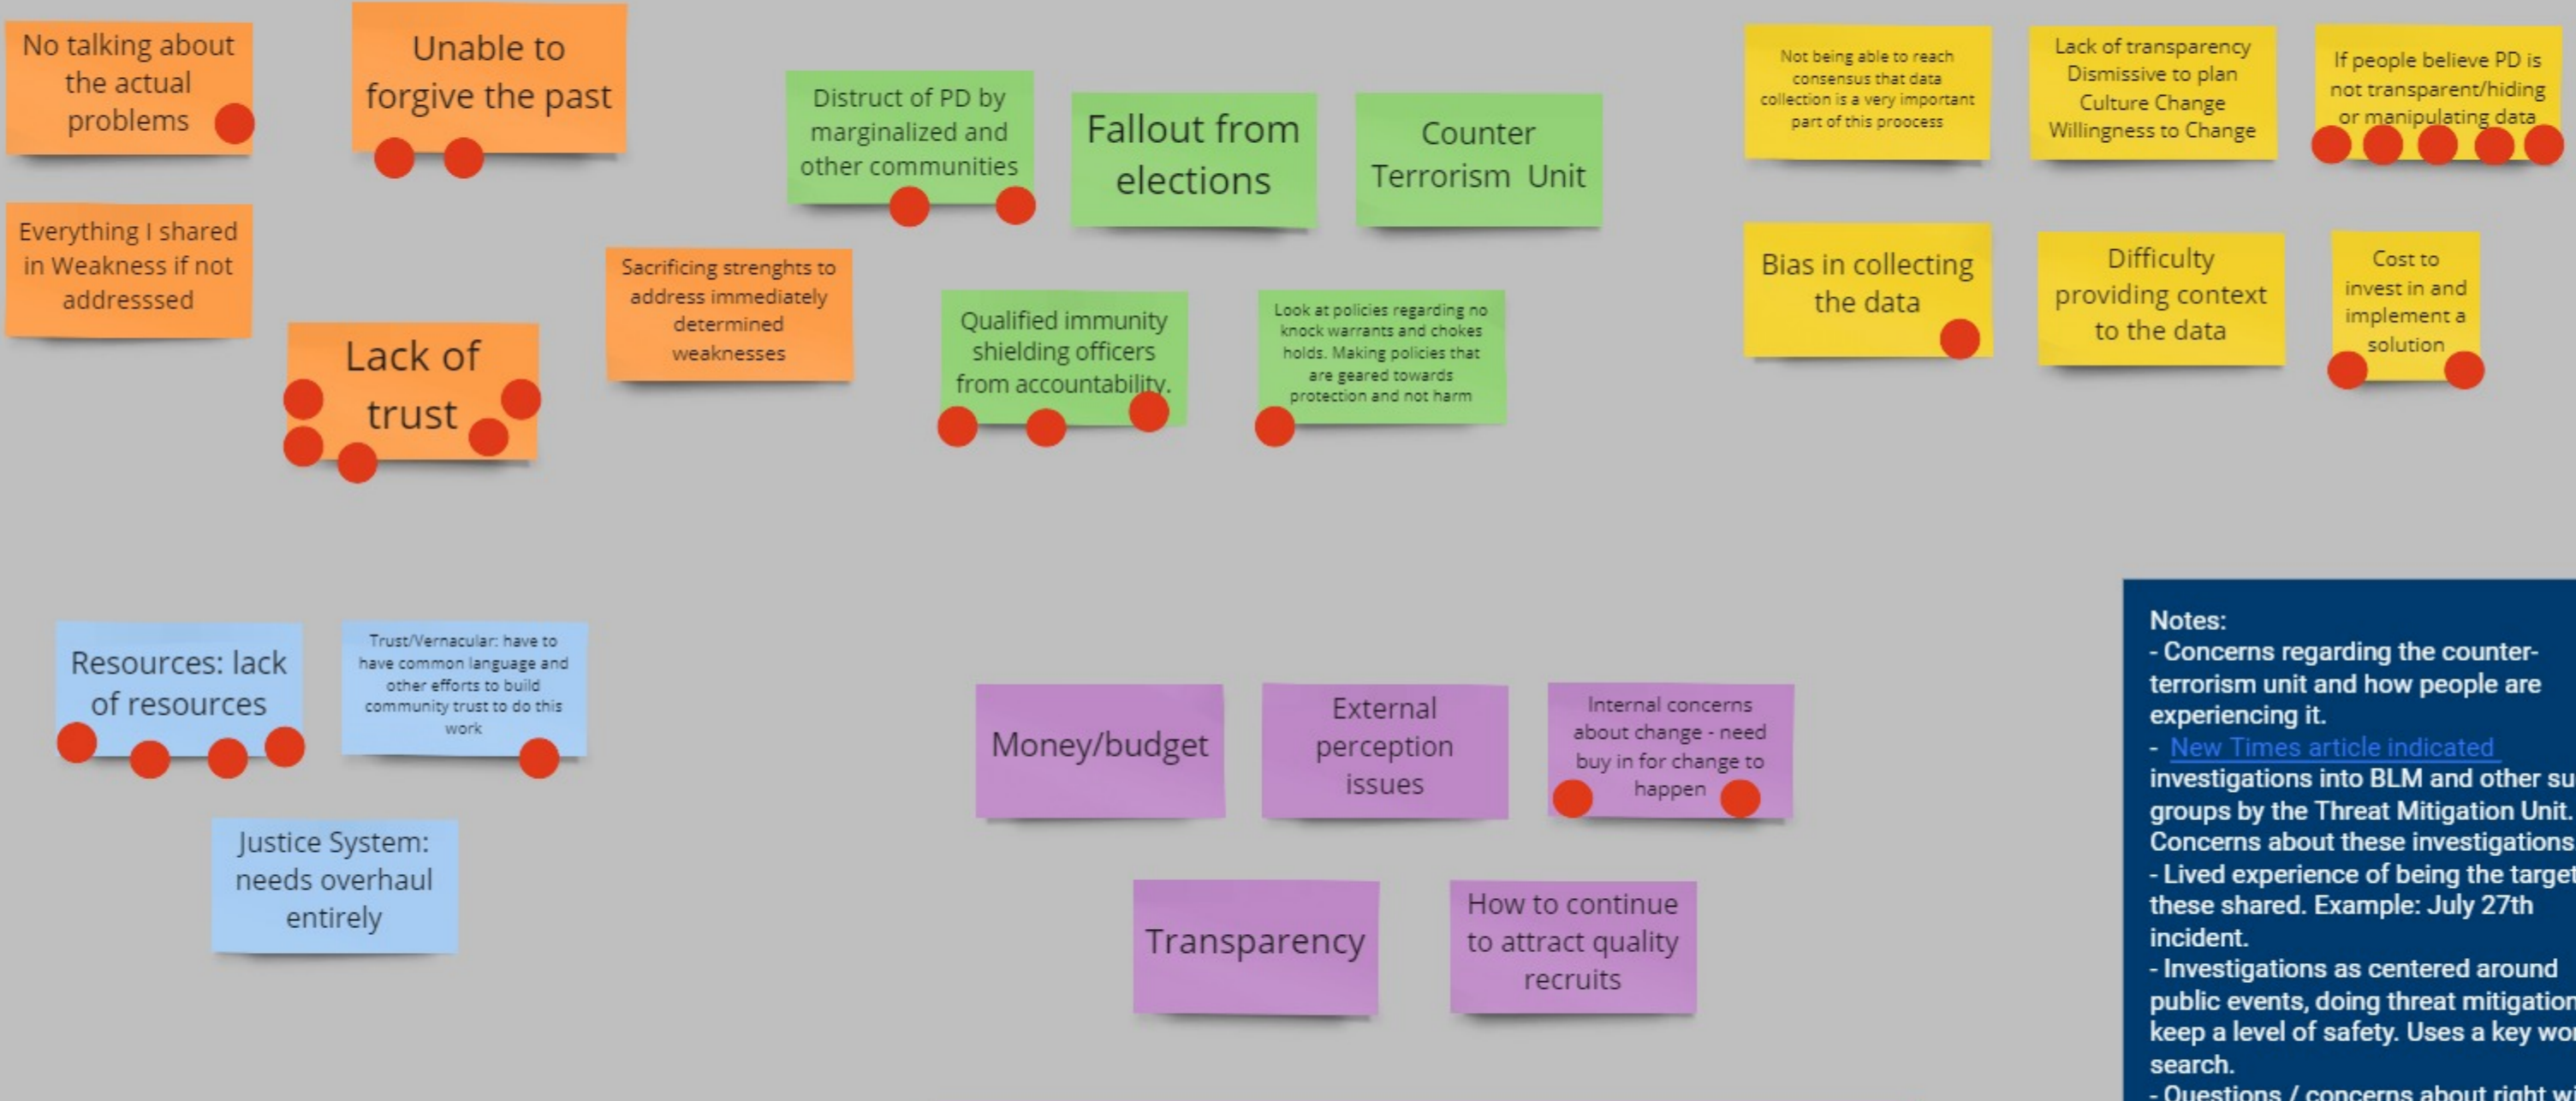 No talking about
the actual
problems
Unable to
forgive the past
Everything I shared
in Weakness if not
addresssed
Lack of
trust
Sacrificing strenghts to
address immediately
determined
weaknesses
Distruct of PD by
marginalized and
other communities
Fallout from
elections
Counter
Terrorism Unit
Qualified immunity
shielding officers
from accountability.
Look at policies regarding no
knock warrants and chokes
holds. Making policies that
are geared towards
protection and not harm
Not being able to reach
consensus that data
collection is a very important
part of this proocess
Lack of transparency
Dismissive to plan
Culture Change
Willingness to Change
If people believe PD is
not transparent/hiding
or manipulating data
Bias in collecting
the data
Difficulty
providing context
to the data
Cost to
invest in and
implement a
solution
Resources: lack
of resources
Trust/Vernacular: have to
have common language and
other efforts to build
community trust to do this
work
Justice System:
needs overhaul
entirely
Money/budget
External
perception
issues
Internal concerns
about change - need
buy in for change to
happen
Transparency
How to continue
to attract quality
recruits
Notes:
- Concerns regarding the counter-
terrorism unit and how people are
experiencing it.
- New Times article indicated
investigations into BLM and other su
groups by the Threat Mitigation Unit.
Concerns about these investigations
- Lived experience of being the target
these shared. Example: July 27th
incident.
- Investigations as centered around
public events, doing threat mitigation
keep a level of safety. Uses a key wor
search.
- Questions / concerns about right wi